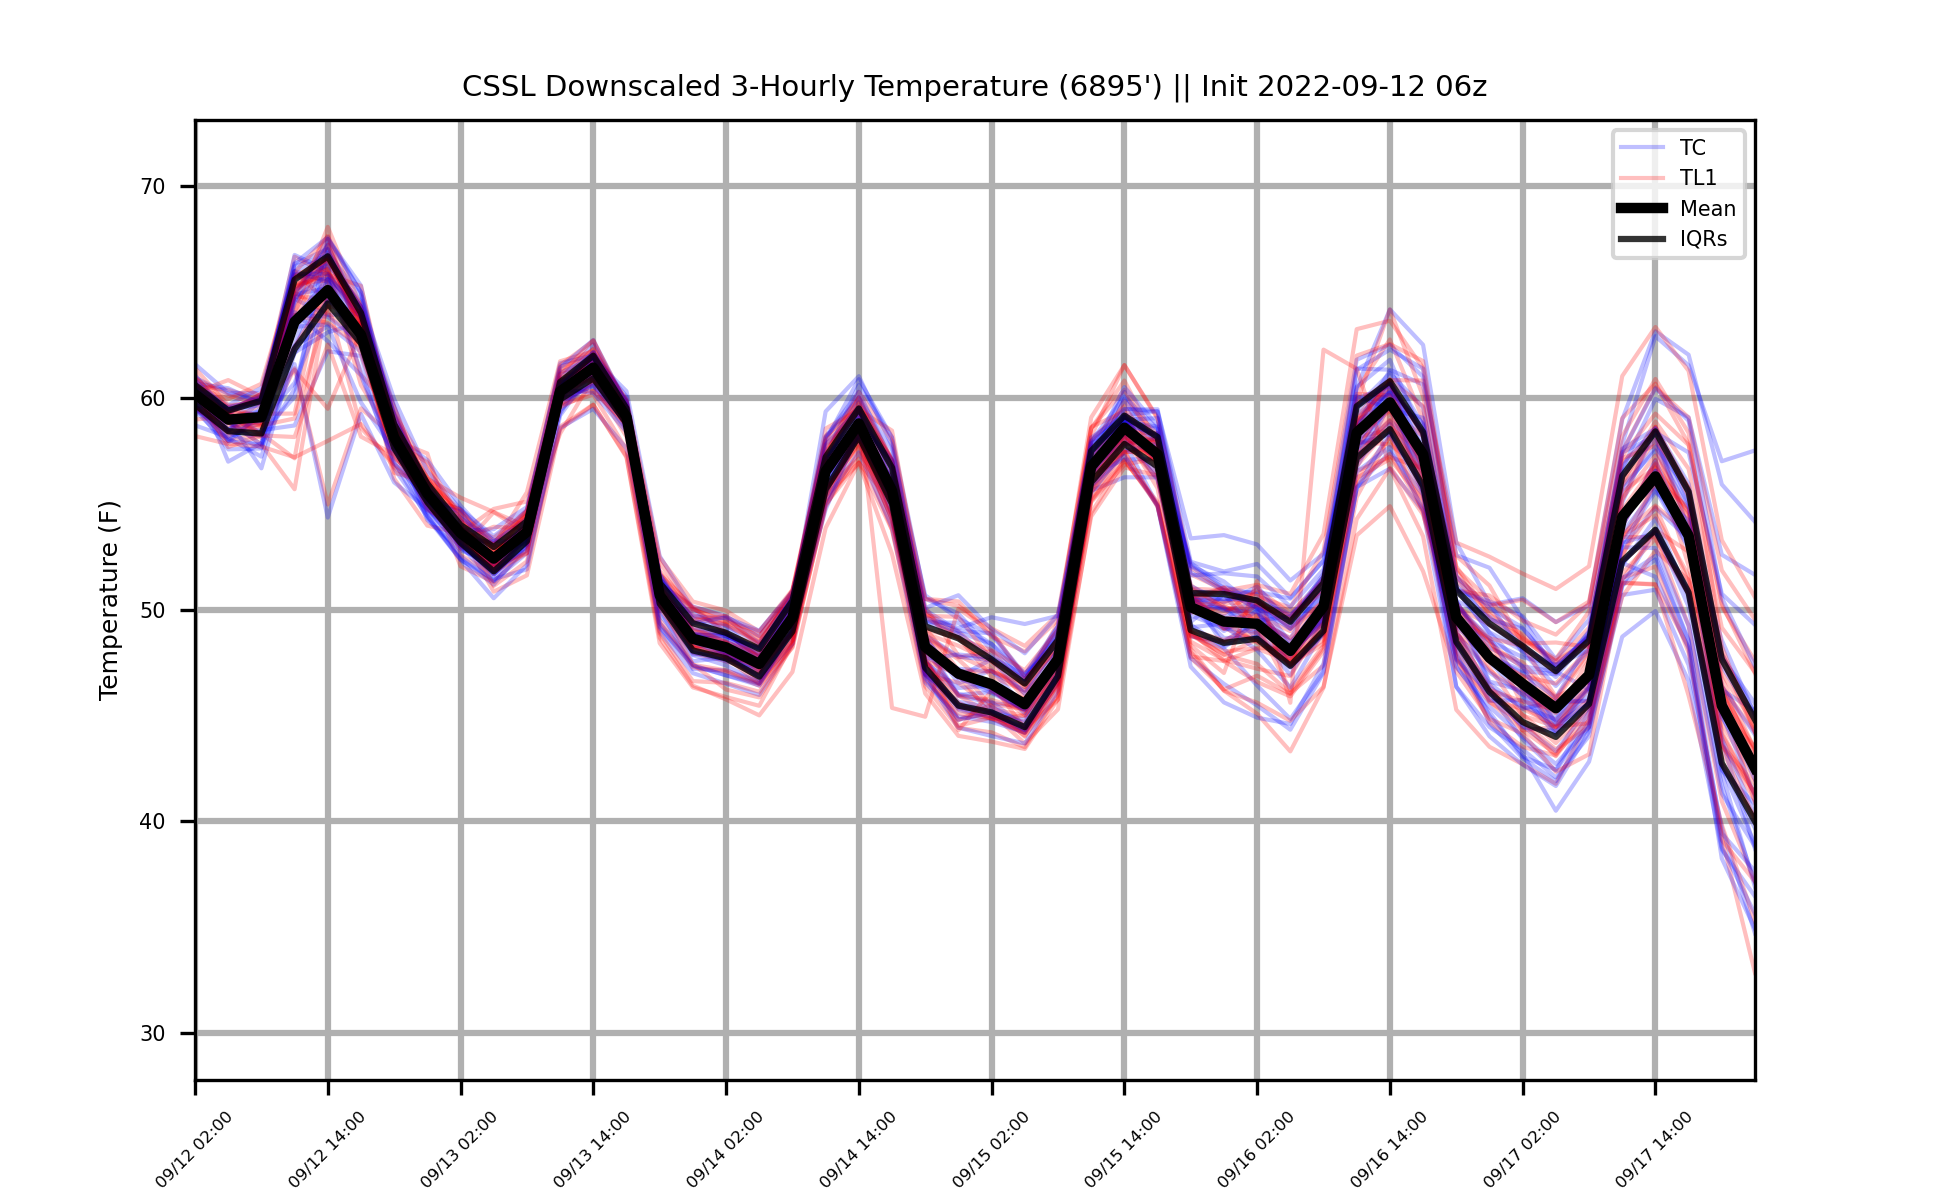 CSSL Downscaled 3-Hourly Temperature (6895') || Init 2022-09-12 06z
TC
TL1
Mean
IQRs
Temperature (F)
70
60
50
40
30
09/12 02:00
09/12 14:00
09/13 02:00
09/13 14:00
09/14 02:00
09/14 14:00
09/15 02:00
09/15 14:00
09/16 02:00
09/16 14:00
09/17 02:00
09/17 14:00